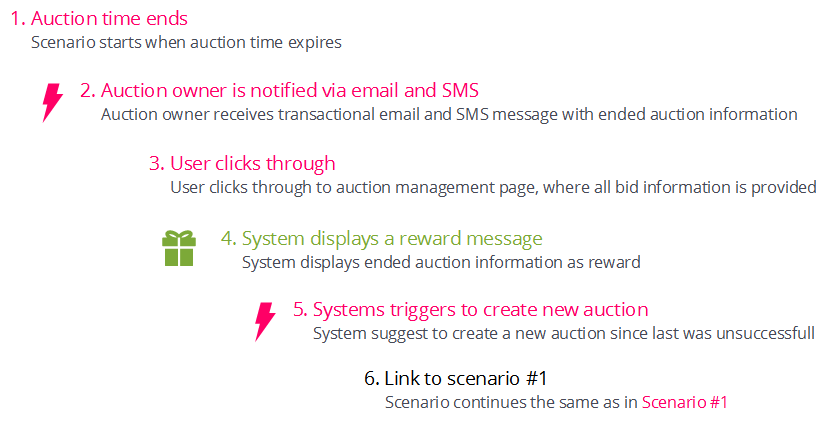 1. Auction time ends
Scenario starts when auction time expires
2. Auction owner is notified via email and SMS
Auction owner receives transactional email and SMS message with ended auction information
3. User clicks through
User clicks through to auction management page, where all bid information is provided
4. System displays a reward message
System displays ended auction information as reward
5. Systems triggers to create new auction
System suggest to create a new auction since last was unsuccessfull
6. Link to scenario #1
Scenario continues the same as in Scenario #1